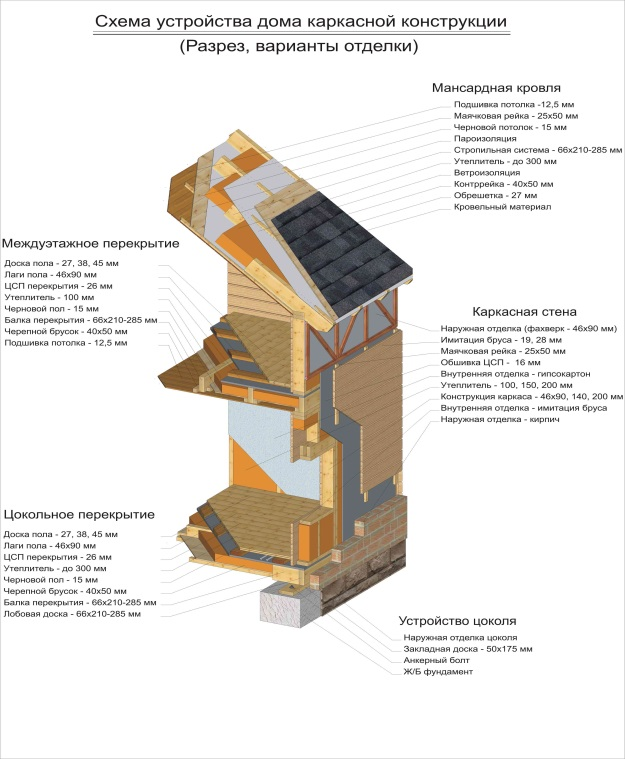 Схема устройства дома каркасной конструкции
(Разрез, варианты отделки)
Мансардная кровля
Подшивка потолка -12,5 мм
Маячковая рейка - 25х50 мм
Черновой потолок - 15 мм
Пароизоляция
Стропильная система - 66х210-285 мм
Утеплитель - до 300 мм
Ветроизоляция
Контррейка - 40х50 мм
Обрешетка - 27 мм
Кровельный материал
Междуэтажное перекрытие
Доска пола - 27, 38, 45 мм
Лаги пола - 46х90 мм
ЦСП перекрытия - 26 мм
Утеплитель - 100 мм
Черновой пол - 15 мм
Балка перекрытия - 66х210-285 мм
Черепной брусок - 40х50 мм
Подшивка потолка - 12,5 мм
Каркасная стена
Наружная отделка (фахверк - 46х90 мм)
Имитация бруса - 19, 28 мм
Маячковая рейка - 25х50 мм
Обшивка ЦСП - 16 мм
Внутренняя отделка - гипсокартон
Утеплитель - 100, 150, 200 мм
Конструкция каркаса - 46х90, 140, 200 мм
Внутренняя отделка - имитация бруса
Наружная отделка - кирпич
Цокольное перекрытие
Доска пола - 27, 38, 45 мм
Лаги пола - 46х90 мм
ЦСП перекрытия - 26 мм
Утеплитель - до 300 мм
Черновой пол - 15 мм
Черепной брусок - 40х50 мм
Балка перекрытия - 66х210-285 мм
Лобовая доска - 66х210-285 мм
Устройство цоколя
Наружная отделка цоколя
Закладная доска - 50х175 мм
Анкерный болт
Ж/Б фундамент